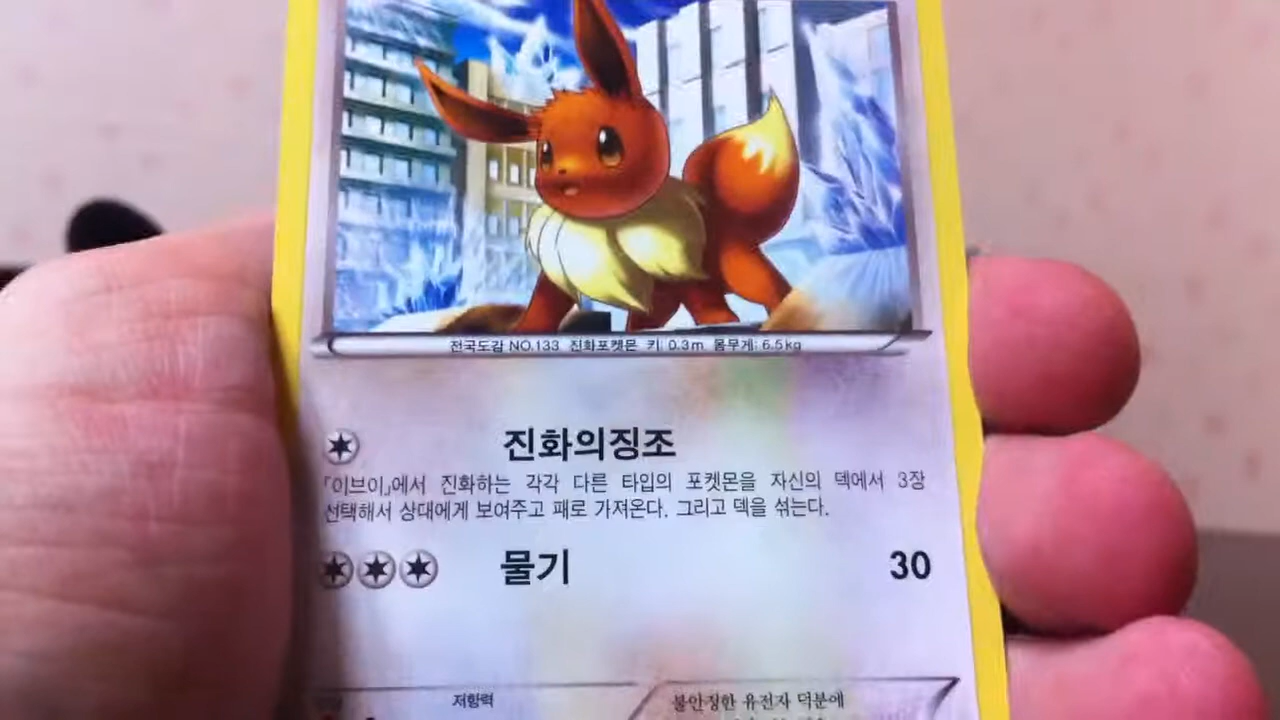 전국도감 NO.133 진화포켓몬 키: 0.3m 몸무게: 6.5kg
진화의징조
「이브이」에서 진화하는 각각 다른 타입의 포켓몬을 자신의 덱에서 3장
선택해서 상대에게 보여주고 패로 가져온다. 그리고 덱을 섞는다.
물기 30
저항력
불안정한 유전자 덕분에